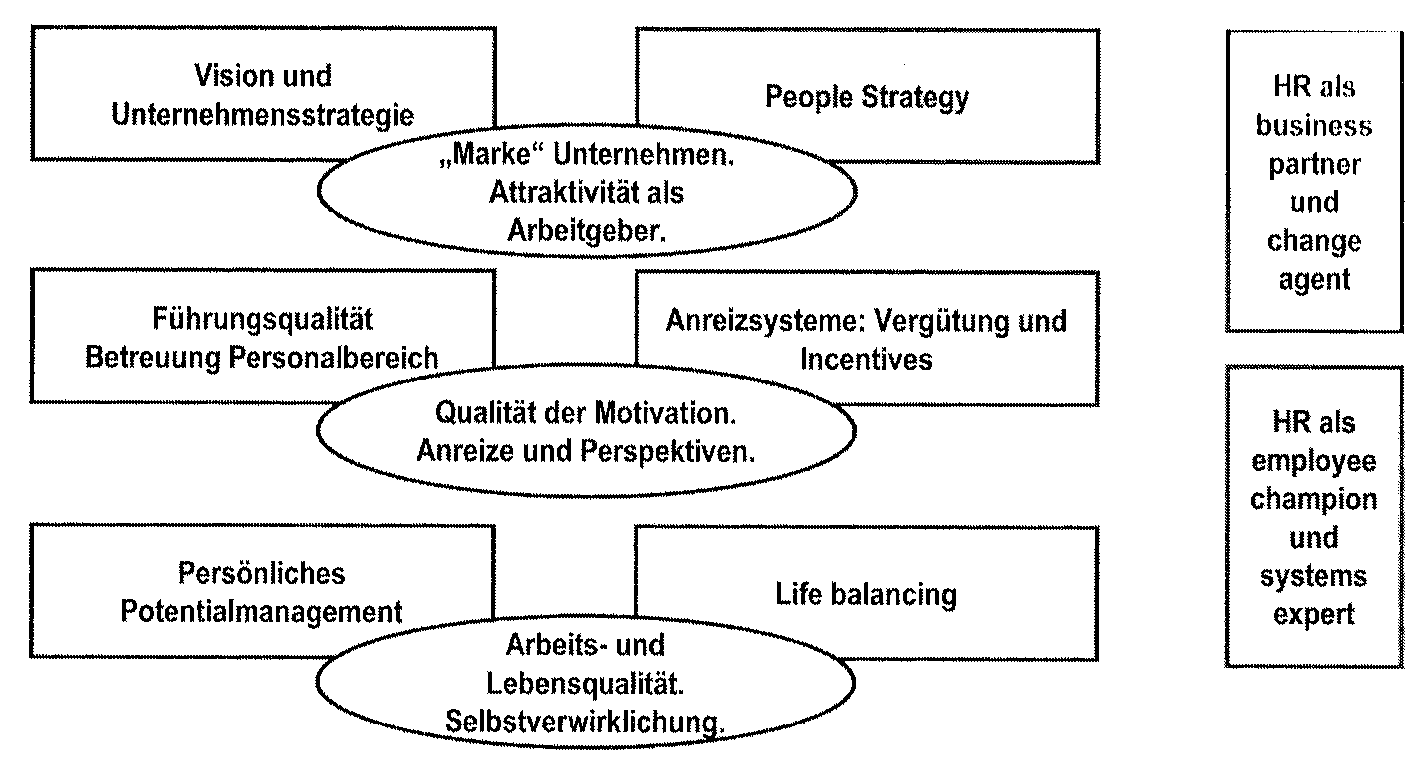 Vision und
Unternehmensstrategie
People Strategy
„Marke“ Unternehmen.
Attraktivität als
Arbeitgeber.
Führungsqualität
Betreuung Personalbereich
Anreizsysteme: Vergütung und
Incentives
Qualität der Motivation.
Anreize und Perspektiven.
Persönliches
Potentialmanagement
Life balancing
Arbeits- und
Lebensqualität.
Selbstverwirklichung.
HR als
business
partner
und
change
agent
HR als
employee
champion
und
systems
expert